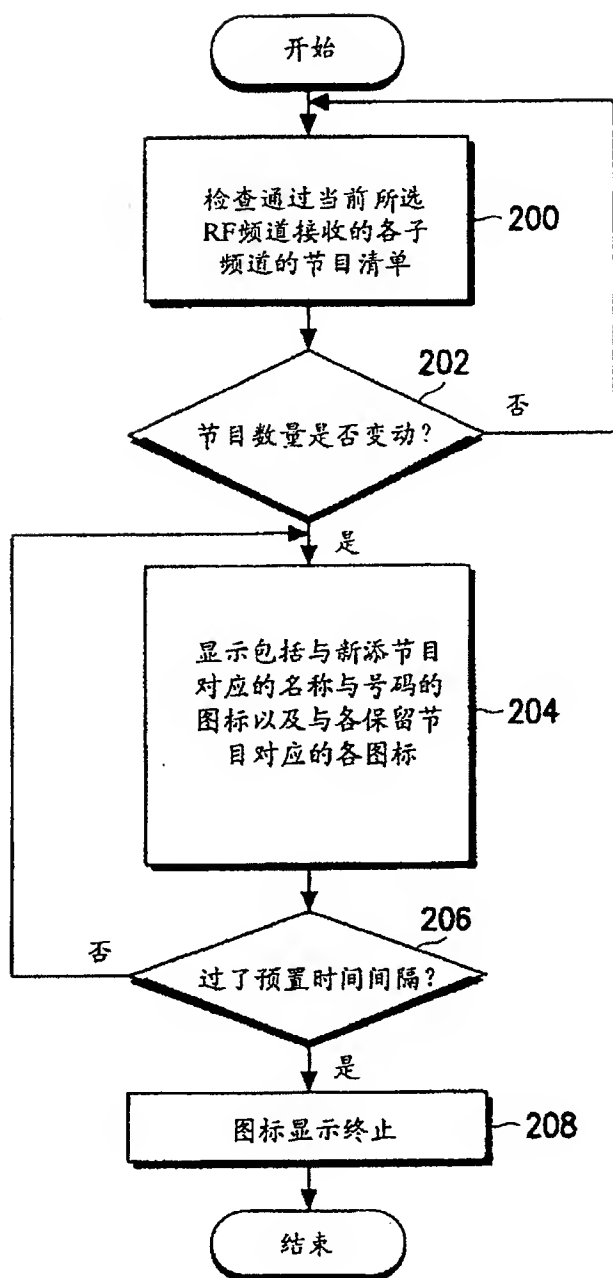 开始
检查通过当前所选
RF频道接收的各子
频道的节目清单
200
202
节目数量是否变动?
否
是
显示包括与新添节目
对应的名称与号码的
图标以及与各保留节
目对应的各图标
204
206
否
过了预置时间间隔?
是
图标显示终止
208
结束